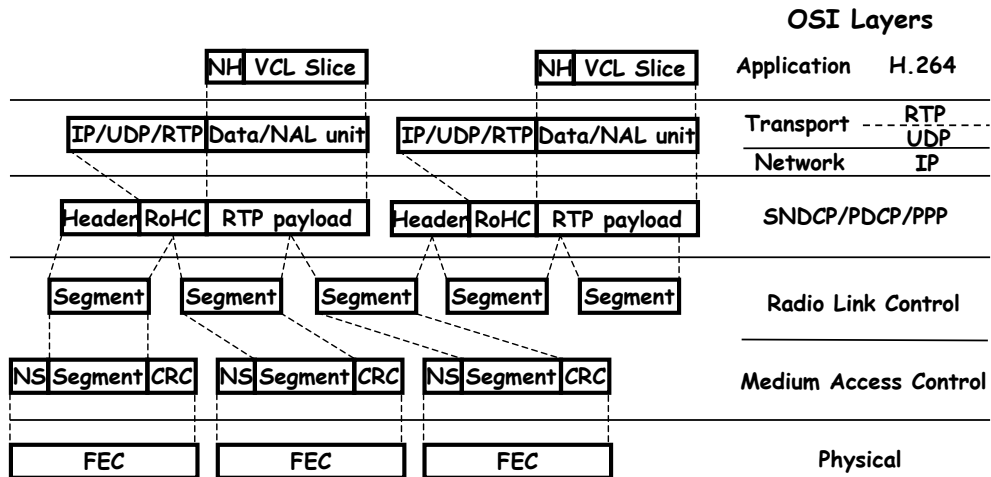 OSI Layers
NH VCL Slice NH VCL Slice Application H.264
IP/UDP/RTP Data/NAL unit IP/UDP/RTP Data/NAL unit Transport RTP
UDP
Network IP
Header RoHC RTP payload Header RoHC RTP payload SNDCP/PDCP/PPP
Segment Segment Segment Segment Segment Radio Link Control
NS Segment CRC NS Segment CRC NS Segment CRC Medium Access Control
FEC FEC FEC Physical